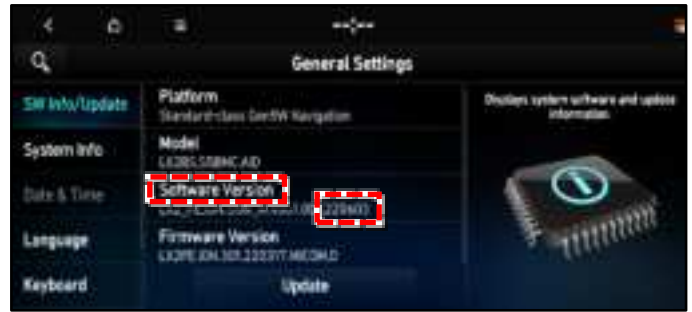 --:--
General Settings
SW Info/Update
Platform
Standard-class Gen5W Navigation
Displays system software and update
information.
System Info
Model
Date & Time
Software Version
Language
Firmware Version
Keyboard
Update